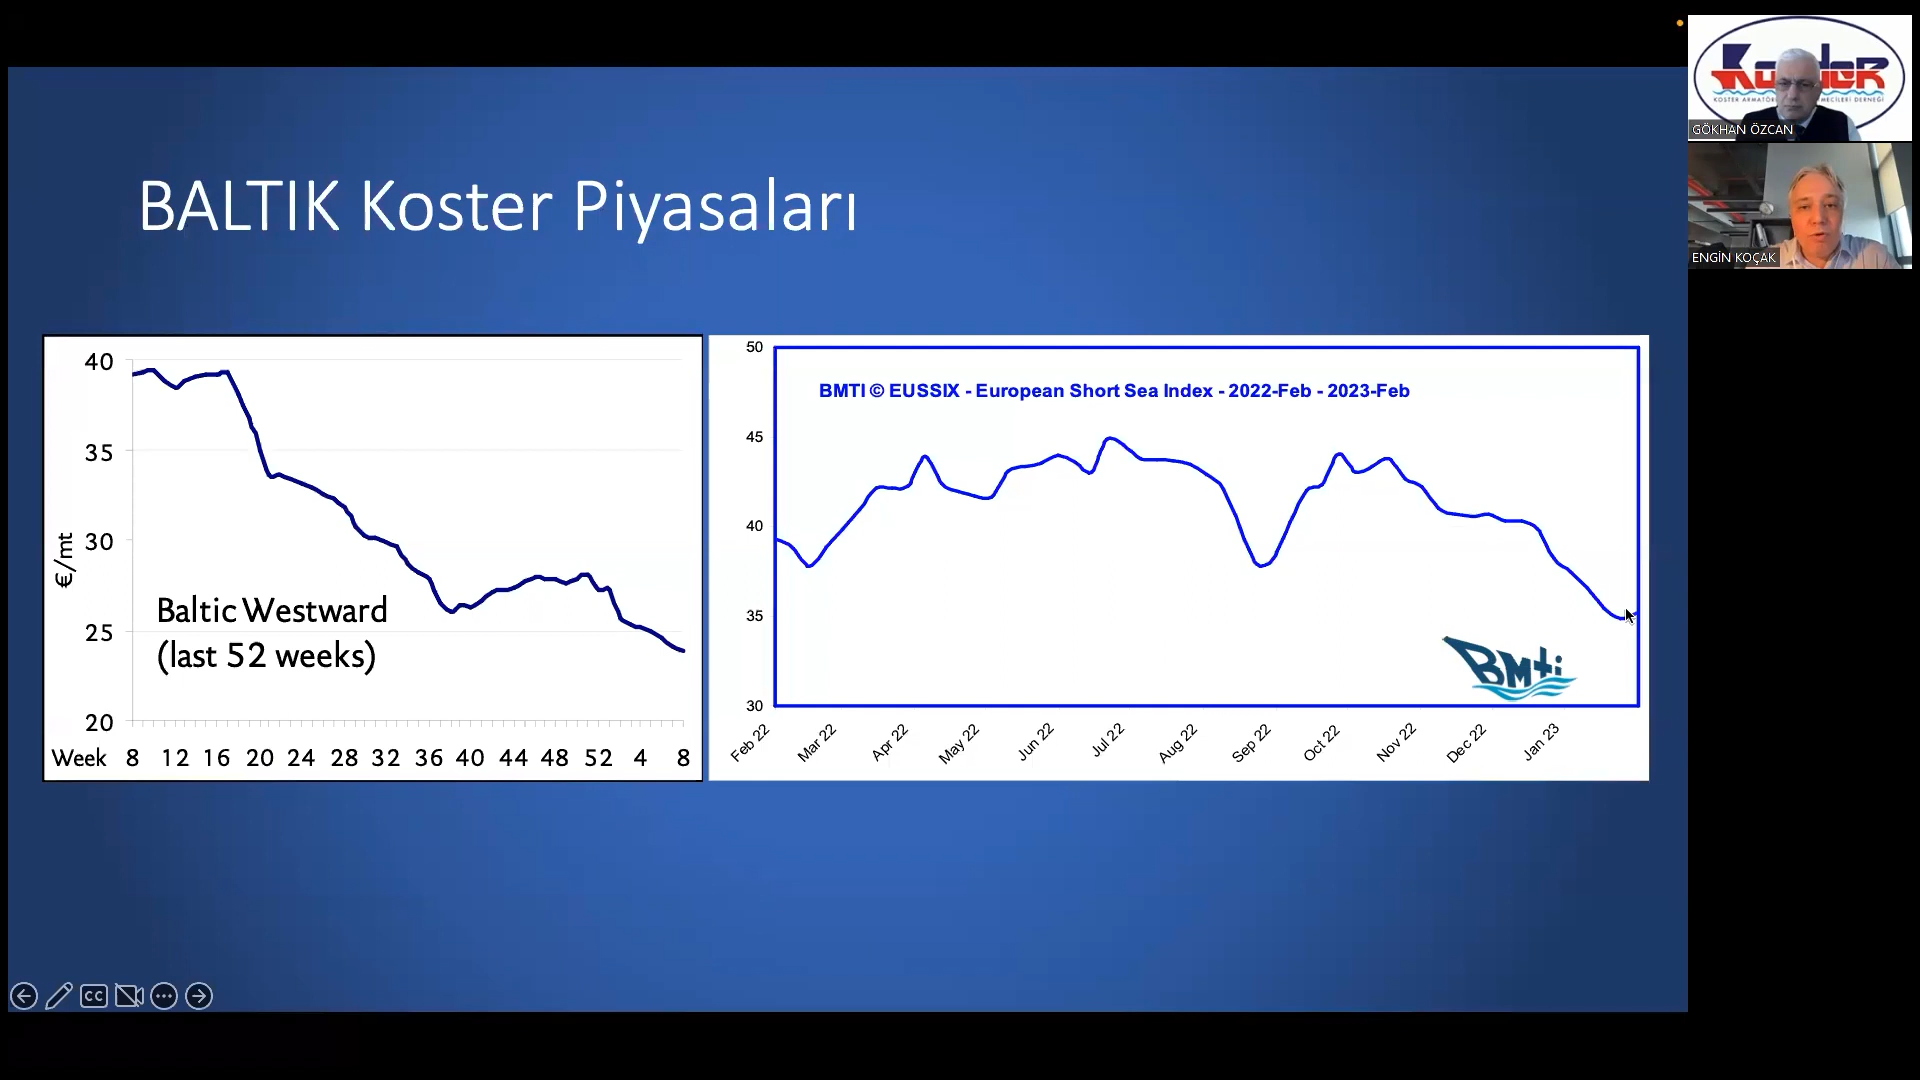 BALTIK Koster Piyasaları
40
35
30
25
20
€/mt
Baltic Westward
(last 52 weeks)
Week 8 12 16 20 24 28 32 36 40 44 48 52 4 8
50
45
40
35
30
BMTI © EUSSIX - European Short Sea Index - 2022-Feb - 2023-Feb
BMti
Feb 22 Mar 22 Apr 22 May 22 Jun 22 Jul 22 Aug 22 Sep 22 Oct 22 Nov 22 Dec 22 Jan 23
CC
GÖKHAN ÖZCAN
ENGİN KOÇAK